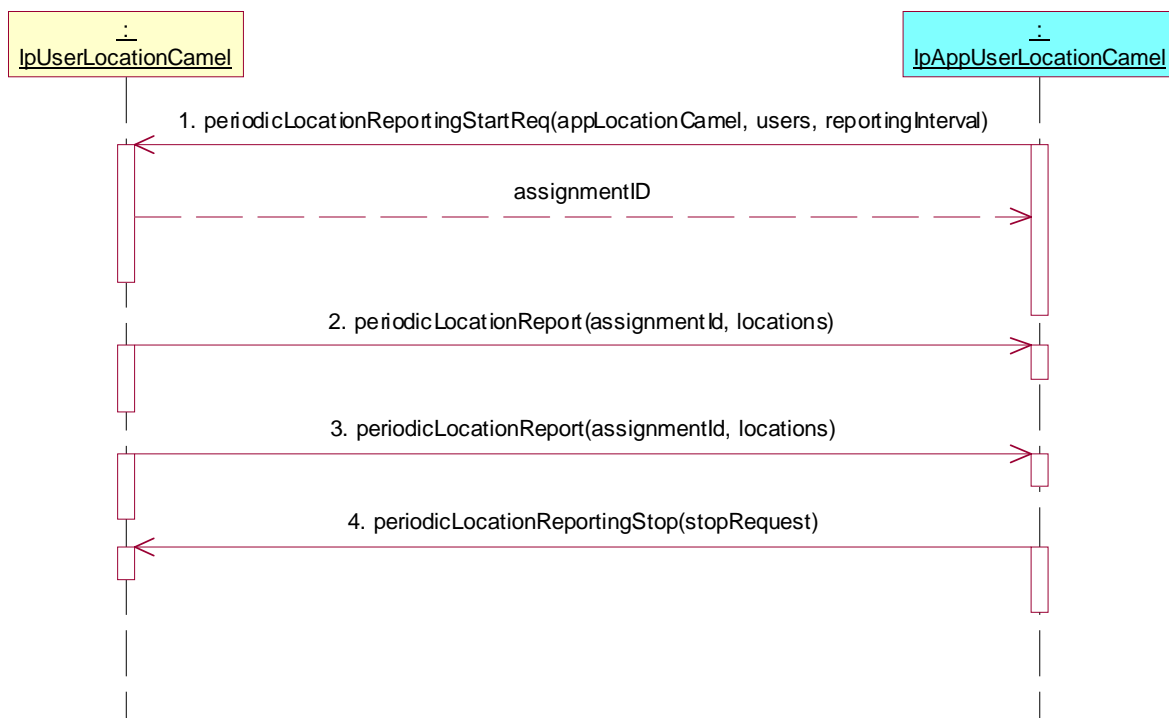 :
IpUserLocationCamel
:
IpAppUserLocationCamel
1. periodicLocationReportingStartReq(appLocationCamel, users, reportingInterval)
assignmentID
2. periodicLocationReport(assignmentId, locations)
3. periodicLocationReport(assignmentId, locations)
4. periodicLocationReportingStop(stopRequest)